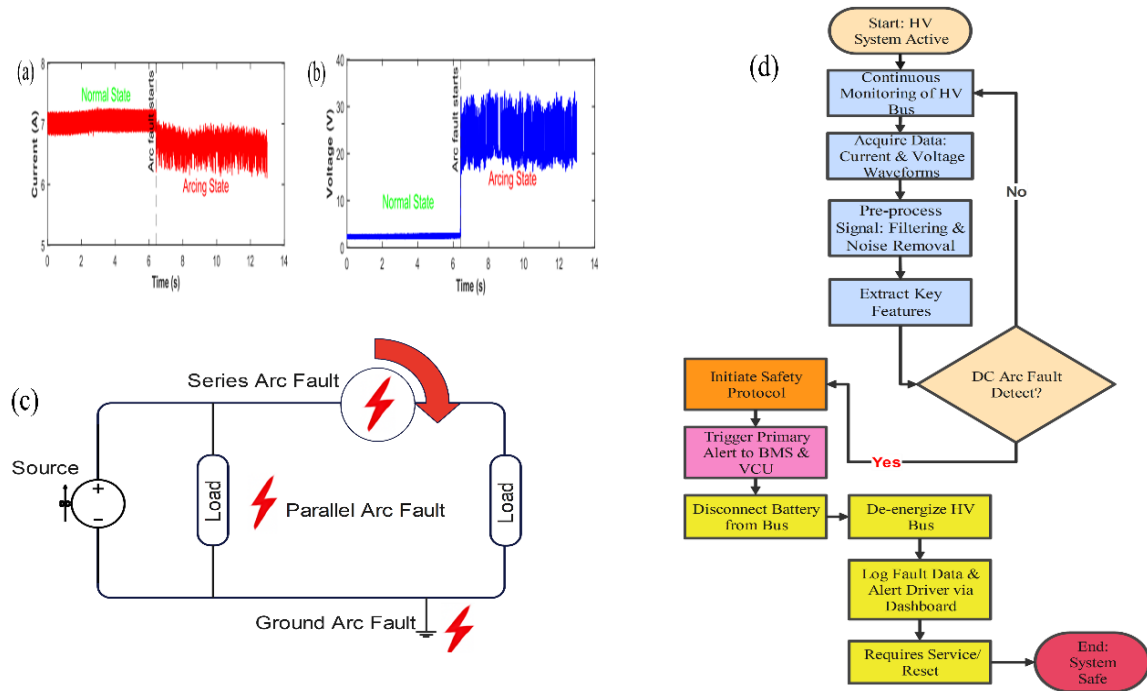 (a)
8
7
6
5
Current (A)
Normal State
Arc fault starts
Arcing State
0
2
4
6
8
10
12
14
Time (s)
(b)
40
30
20
10
0
Voltage (V)
Normal State
Arc fault starts
Arcing State
0
2
4
6
8
10
12
14
Time (s)
(c)
Series Arc Fault
Source
+
−
Load
Parallel Arc Fault
Load
Ground Arc Fault
(d)
Start: HV
System Active
Continuous
Monitoring of HV
Bus
Acquire Data:
Current & Voltage
Waveforms
Pre-process
Signal: Filtering &
Noise Removal
Extract Key
Features
DC Arc Fault
Detect?
No
Yes
Initiate Safety
Protocol
Trigger Primary
Alert to BMS &
VCU
Disconnect Battery
from Bus
De-energize HV
Bus
Log Fault Data &
Alert Driver via
Dashboard
Requires Service/
Reset
End:
System
Safe